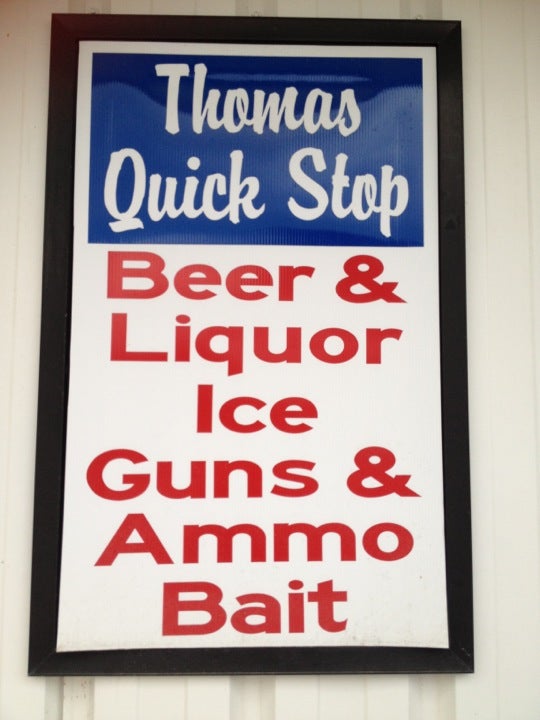 Thomas
Quick Stop
Beer &
Liquor
Ice
Guns &
Ammo
Bait